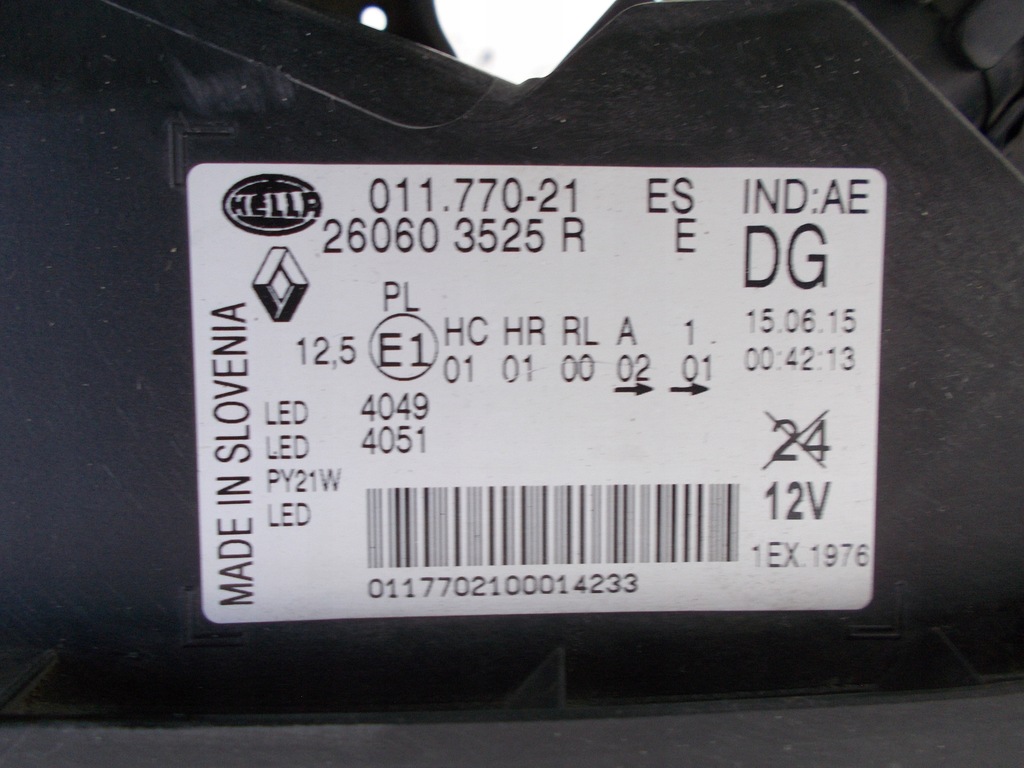 HELLA 011.770-21 ES IND:AE
26060 3525 R E DG
PL
12,5 E1 HC HR RL A 1
01 01 00 02 01
15.06.15
00:42:13
MADE IN SLOVENIA
LED 4049
LED 4051
PY21W
LED
24
12V
1EX.1976
0117702100014233